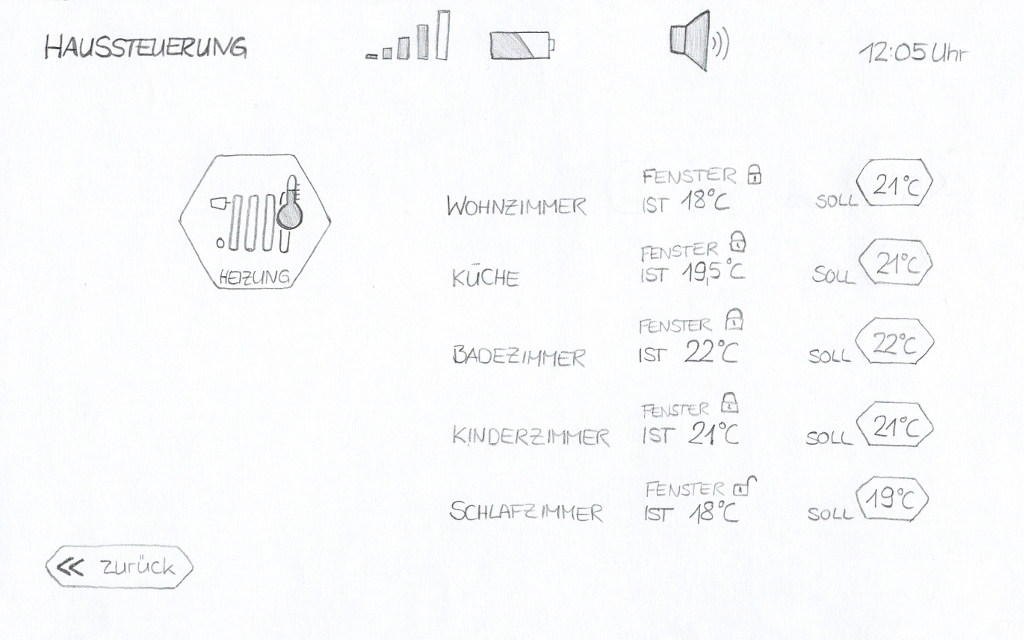 HAUSSTEUERUNG
12:05 Uhr
HEIZUNG
WOHNZIMMER
FENSTER
IST 18°C
SOLL 21°C
KÜCHE
FENSTER
IST 19,5°C
SOLL 21°C
BADEZIMMER
FENSTER
IST 22°C
SOLL 22°C
KINDERZIMMER
FENSTER
IST 21°C
SOLL 21°C
SCHLAFZIMMER
FENSTER
IST 18°C
SOLL 19°C
« zurück